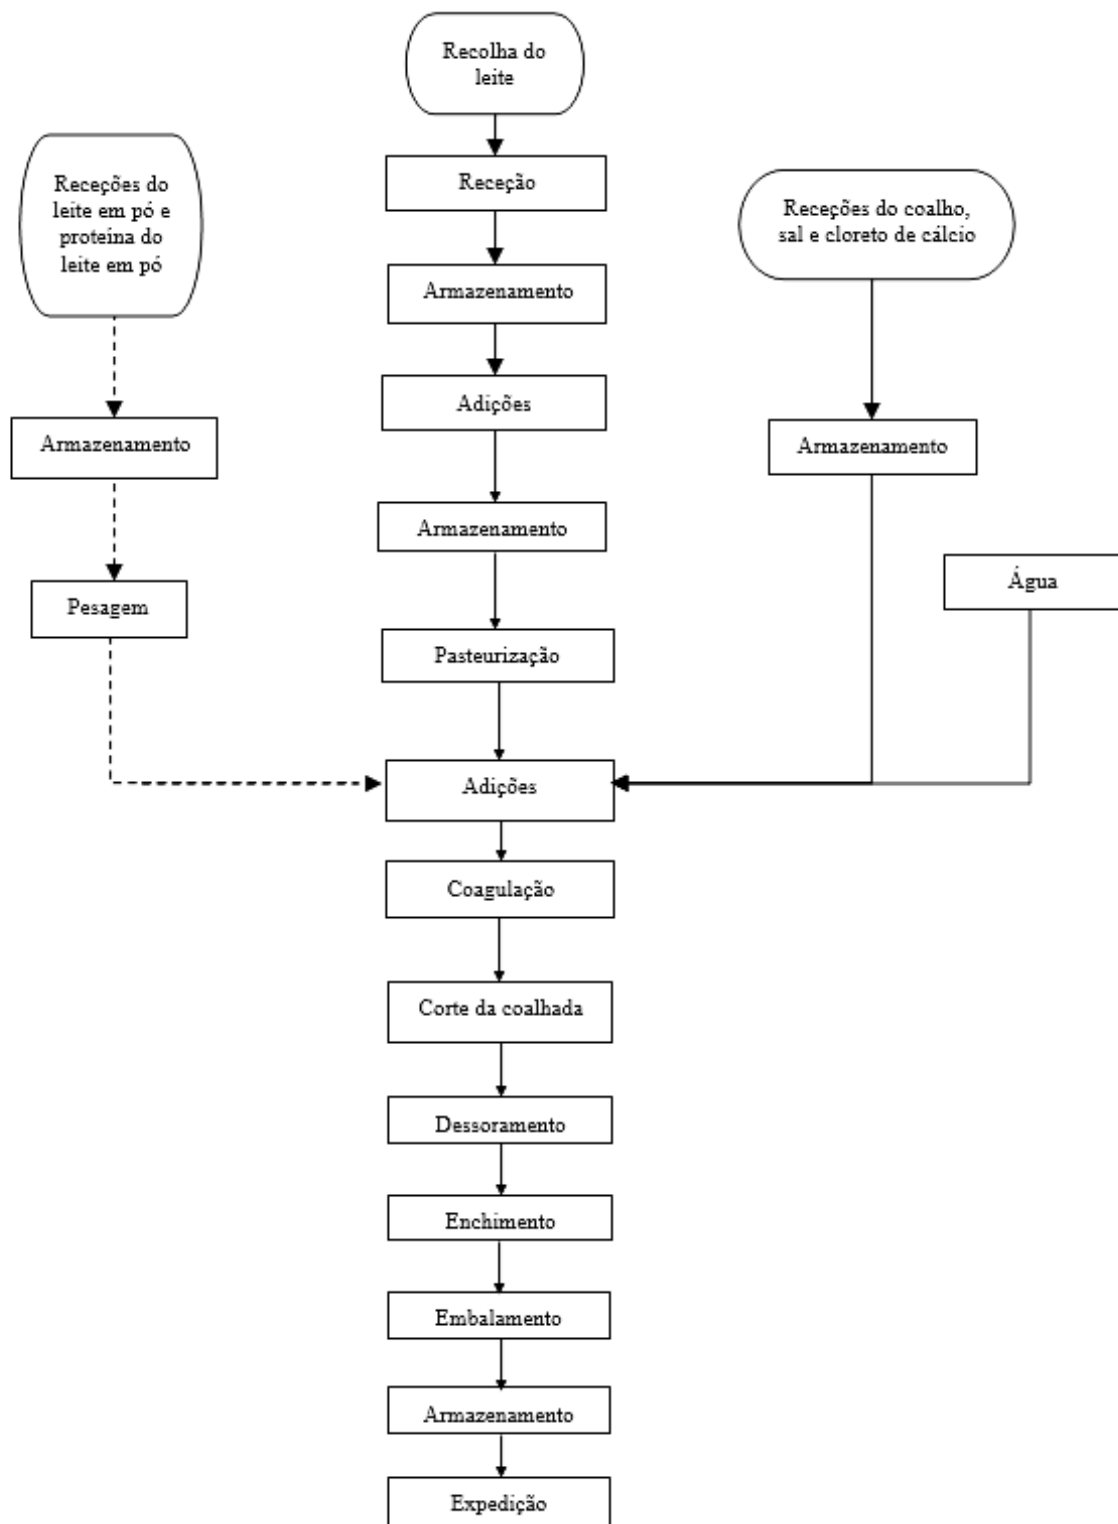 Recolha do
leite
Receção
Receções do
leite em pó e
proteína do
leite em pó
Receções do coalho,
sal e cloreto de cálcio
Armazenamento
Adições
Armazenamento
Armazenamento
Armazenamento
Água
Pesagem
Pasteurização
Adições
Coagulação
Corte da coalhada
Dessoramento
Enchimento
Embalamento
Armazenamento
Expedição